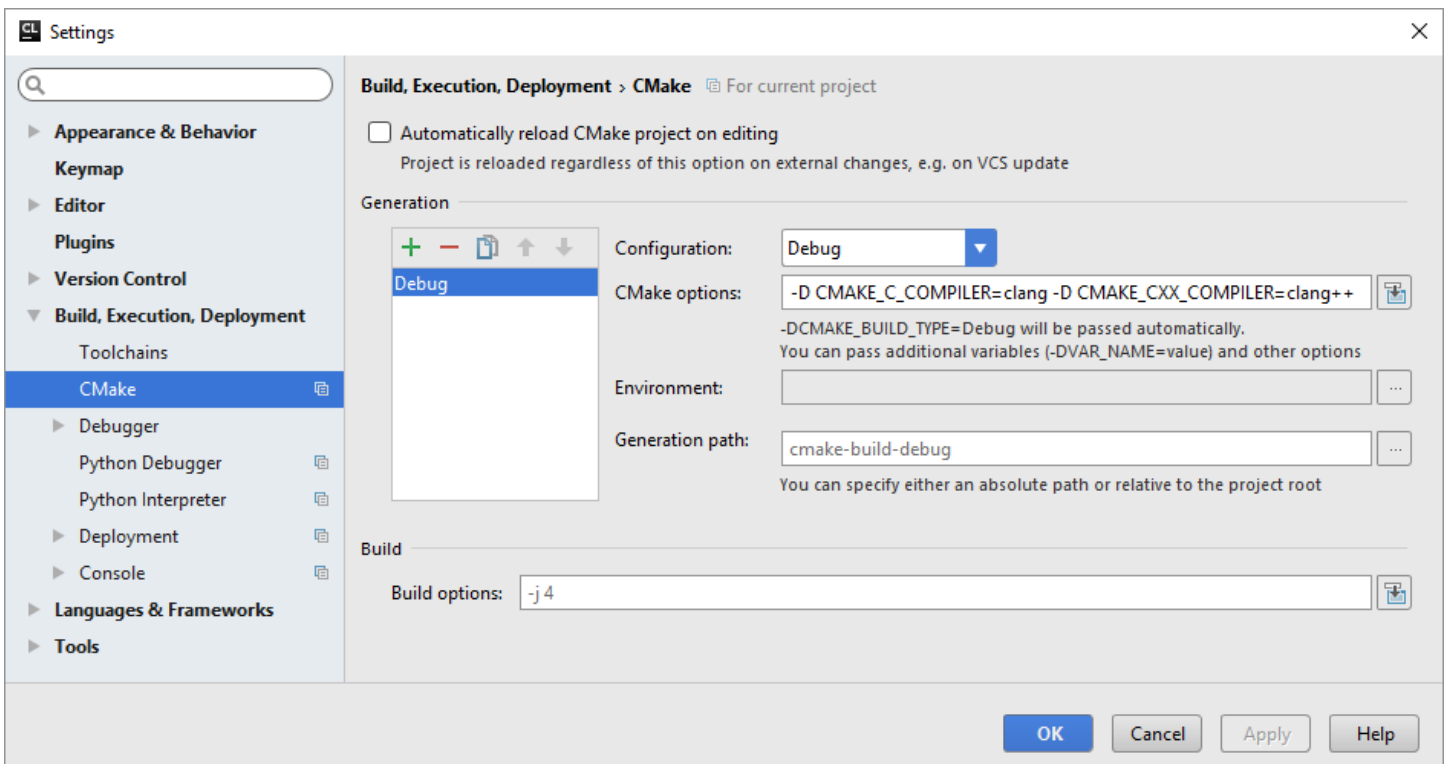 CL Settings
Build, Execution, Deployment › CMake For current project
Appearance & Behavior
Keymap
Editor
Plugins
Version Control
Build, Execution, Deployment
Toolchains
CMake
Debugger
Python Debugger
Python Interpreter
Deployment
Console
Languages & Frameworks
Tools
Automatically reload CMake project on editing
Project is reloaded regardless of this option on external changes, e.g. on VCS update
Generation
Debug
Configuration: Debug
CMake options: -D CMAKE_C_COMPILER=clang -D CMAKE_CXX_COMPILER=clang++
-DCMAKE_BUILD_TYPE=Debug will be passed automatically.
You can pass additional variables (-DVAR_NAME=value) and other options
Environment: ...
Generation path: cmake-build-debug ...
You can specify either an absolute path or relative to the project root
Build
Build options: -j 4
OK Cancel Apply Help